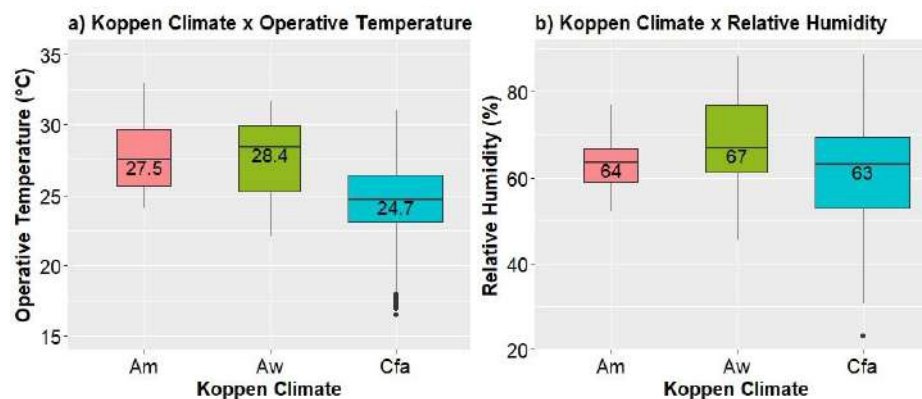 a) Koppen Climate x Operative Temperature
35
30
25
20
15
Operative Temperature (°C)
27.5
28.4
24.7
Am Aw Cfa
Koppen Climate
b) Koppen Climate x Relative Humidity
80
60
40
20
Relative Humidity (%)
64
67
63
Am Aw Cfa
Koppen Climate